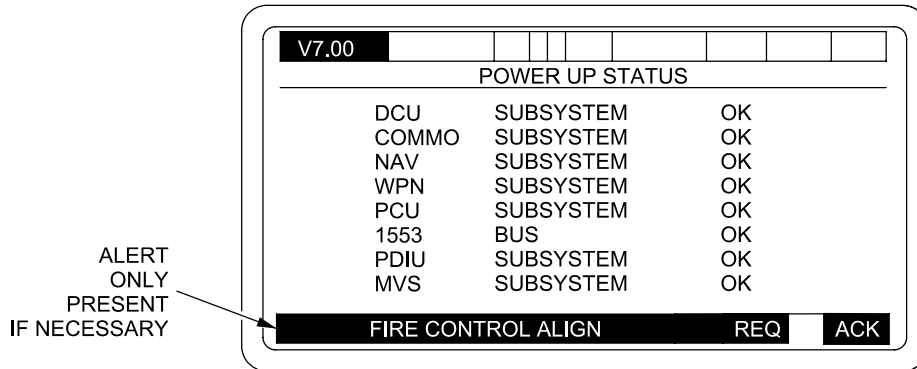 V7.00
POWER UP STATUS
DCU SUBSYSTEM OK
COMMO SUBSYSTEM OK
NAV SUBSYSTEM OK
WPN SUBSYSTEM OK
PCU SUBSYSTEM OK
1553 BUS OK
PDIU SUBSYSTEM OK
MVS SUBSYSTEM OK
ALERT
ONLY
PRESENT
IF NECESSARY
FIRE CONTROL ALIGN REQ ACK